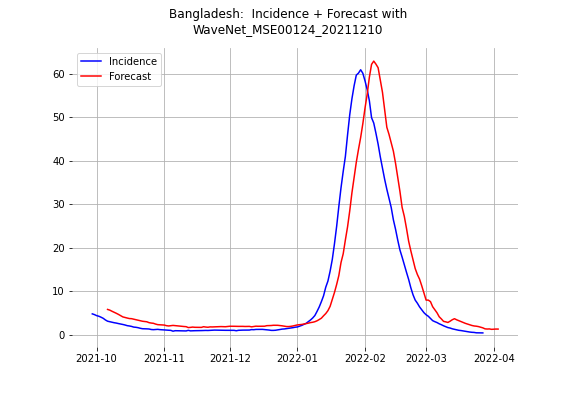 Bangladesh:  Incidence + Forecast with
WaveNet_MSE00124_20211210
Incidence
Forecast
60
50
40
30
20
10
0
2021-10 2021-11 2021-12 2022-01 2022-02 2022-03 2022-04